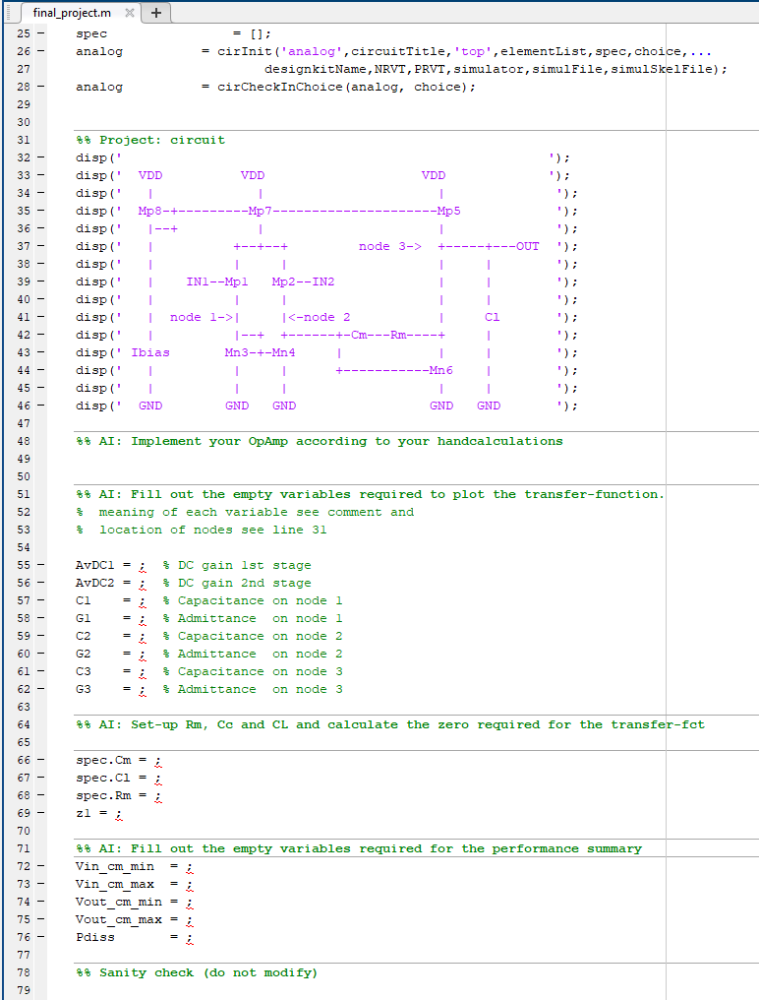 final_project.m × +
25 – spec                = [];
26 – analog          = cirInit('analog',circuitTitle,'top',elementList,spec,choice,...
27                           designkitName,NRVT,PRVT,simulator,simulFile,simulSkelFile);
28 – analog          = cirCheckInChoice(analog, choice);
29
30
31   %% Project: circuit
32 – disp('                                                      ');
33 – disp('  VDD          VDD                    VDD             ');
34 – disp('   |             |                      |              ');
35 – disp('  Mp8-+---------Mp7---------------------Mp5            ');
36 – disp('   |--+          |                      |              ');
37 – disp('   |          +--+--+         node 3->  +-----+---OUT  ');
38 – disp('   |          |     |                   |     |        ');
39 – disp('   |    IN1--Mp1   Mp2--IN2             |     |        ');
40 – disp('   |          |     |                   |     |        ');
41 – disp('   |  node 1->|     |<-node 2           |    Cl        ');
42 – disp('   |          |--+  +------+-Cm---Rm----+     |        ');
43 – disp(' Ibias       Mn3-+-Mn4     |            |     |        ');
44 – disp('   |          |     |      +-----------Mn6    |        ');
45 – disp('   |          |     |                   |     |        ');
46 – disp('  GND        GND   GND                 GND   GND       ');
47
48   %% AI: Implement your OpAmp according to your handcalculations
49
50
51   %% AI: Fill out the empty variables required to plot the transfer-function.
52   %  meaning of each variable see comment and
53   %  location of nodes see line 31
54
55 – AvDC1 = ;  % DC gain 1st stage
56 – AvDC2 = ;  % DC gain 2nd stage
57 – C1    = ;  % Capacitance on node 1
58 – G1    = ;  % Admittance  on node 1
59 – C2    = ;  % Capacitance on node 2
60 – G2    = ;  % Admittance  on node 2
61 – C3    = ;  % Capacitance on node 3
62 – G3    = ;  % Admittance  on node 3
63
64   %% AI: Set-up Rm, Cc and CL and calculate the zero required for the transfer-fct
65
66 – spec.Cm = ;
67 – spec.Cl = ;
68 – spec.Rm = ;
69 – z1 = ;
70
71   %% AI: Fill out the empty variables required for the performance summary
72 – Vin_cm_min  = ;
73 – Vin_cm_max  = ;
74 – Vout_cm_min = ;
75 – Vout_cm_max = ;
76 – Pdiss       = ;
77
78   %% Sanity check (do not modify)
79